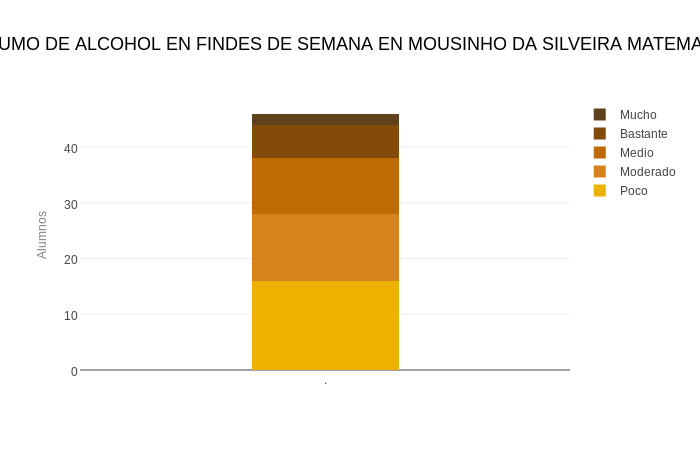 UMO DE ALCOHOL EN FINDES DE SEMANA EN MOUSINHO DA SILVEIRA MATEMA
Mucho
Bastante
Medio
Moderado
Poco
Alumnos
40
30
20
10
0
.